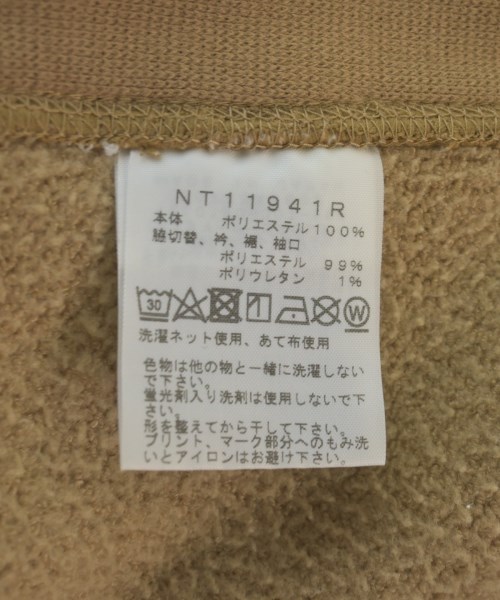 NT11941R
本体 ポリエステル100%
脇切替、衿、裾、袖口
ポリエステル 99%
ポリウレタン 1%
30 W
洗濯ネット使用、あて布使用
色物は他の物と一緒に洗濯しない
で下さい。
蛍光剤入り洗剤は使用しないで下
さい。
形を整えてから干して下さい。
プリント、マーク部分へのもみ洗
いとアイロンはお避け下さい。